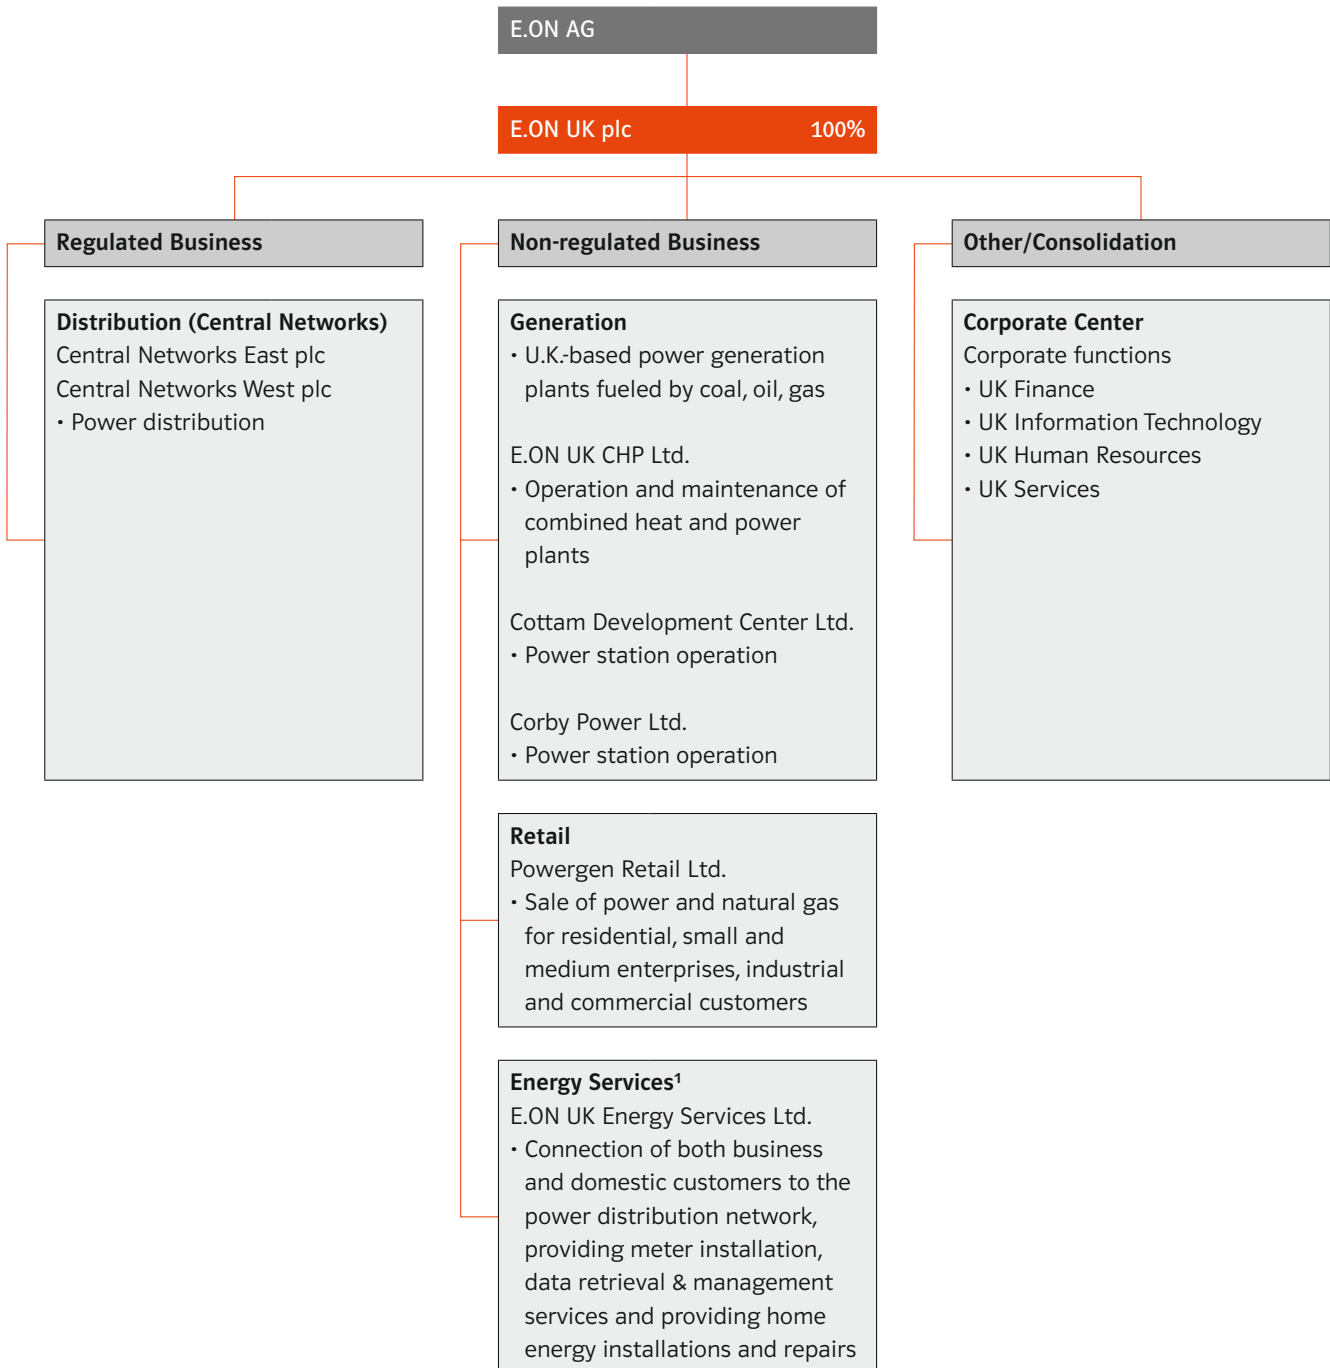 E.ON AG
E.ON UK plc 100%
Regulated Business
Distribution (Central Networks)
Central Networks East plc
Central Networks West plc
• Power distribution
Non-regulated Business
Generation
• U.K.-based power generation
plants fueled by coal, oil, gas
E.ON UK CHP Ltd.
• Operation and maintenance of
combined heat and power
plants
Cottam Development Center Ltd.
• Power station operation
Corby Power Ltd.
• Power station operation
Retail
Powergen Retail Ltd.
• Sale of power and natural gas
for residential, small and
medium enterprises, industrial
and commercial customers
Energy Services¹
E.ON UK Energy Services Ltd.
• Connection of both business
and domestic customers to the
power distribution network,
providing meter installation,
data retrieval & management
services and providing home
energy installations and repairs
Other/Consolidation
Corporate Center
Corporate functions
• UK Finance
• UK Information Technology
• UK Human Resources
• UK Services